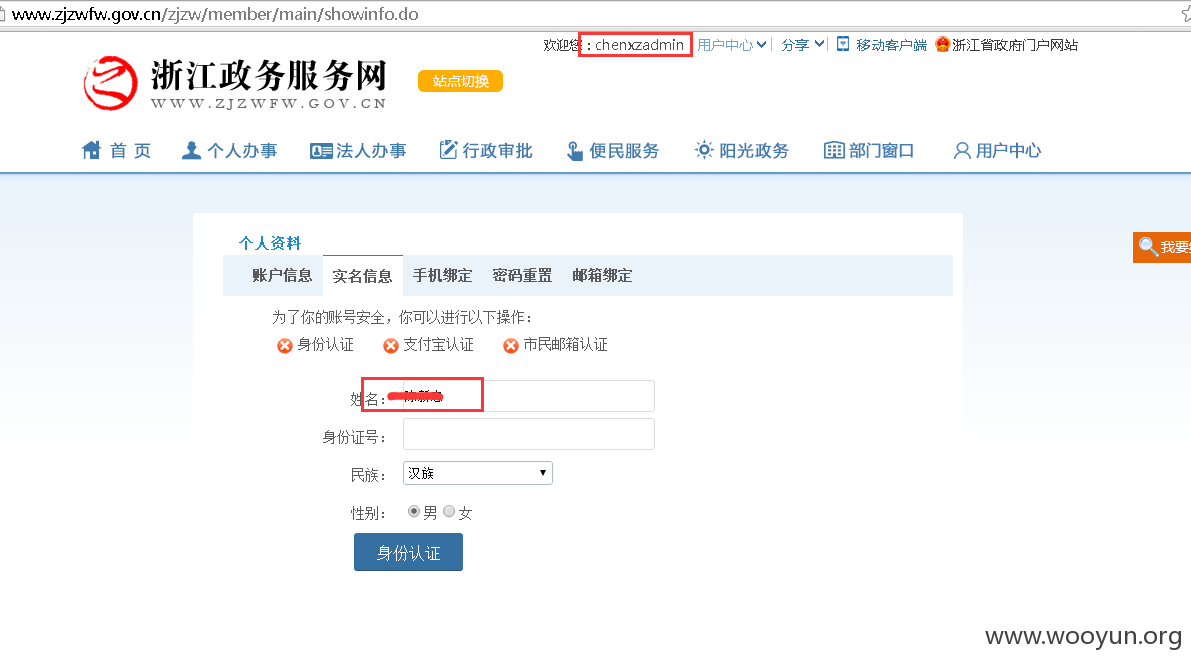 www.zjzwfw.gov.cn/zjzw/member/main/showinfo.do
欢迎您：chenxzadmin 用户中心 分享 移动客户端 浙江省政府门户网站
浙江政务服务网 站点切换
WWW.ZJZWFW.GOV.CN
首页 个人办事 法人办事 行政审批 便民服务 阳光政务 部门窗口 用户中心
个人资料
我要
账户信息 实名信息 手机绑定 密码重置 邮箱绑定
为了你的账号安全，你可以进行以下操作：
身份认证 支付宝认证 市民邮箱认证
姓名：
身份证号：
民族： 汉族
性别： 男 女
身份认证
www.wooyun.org